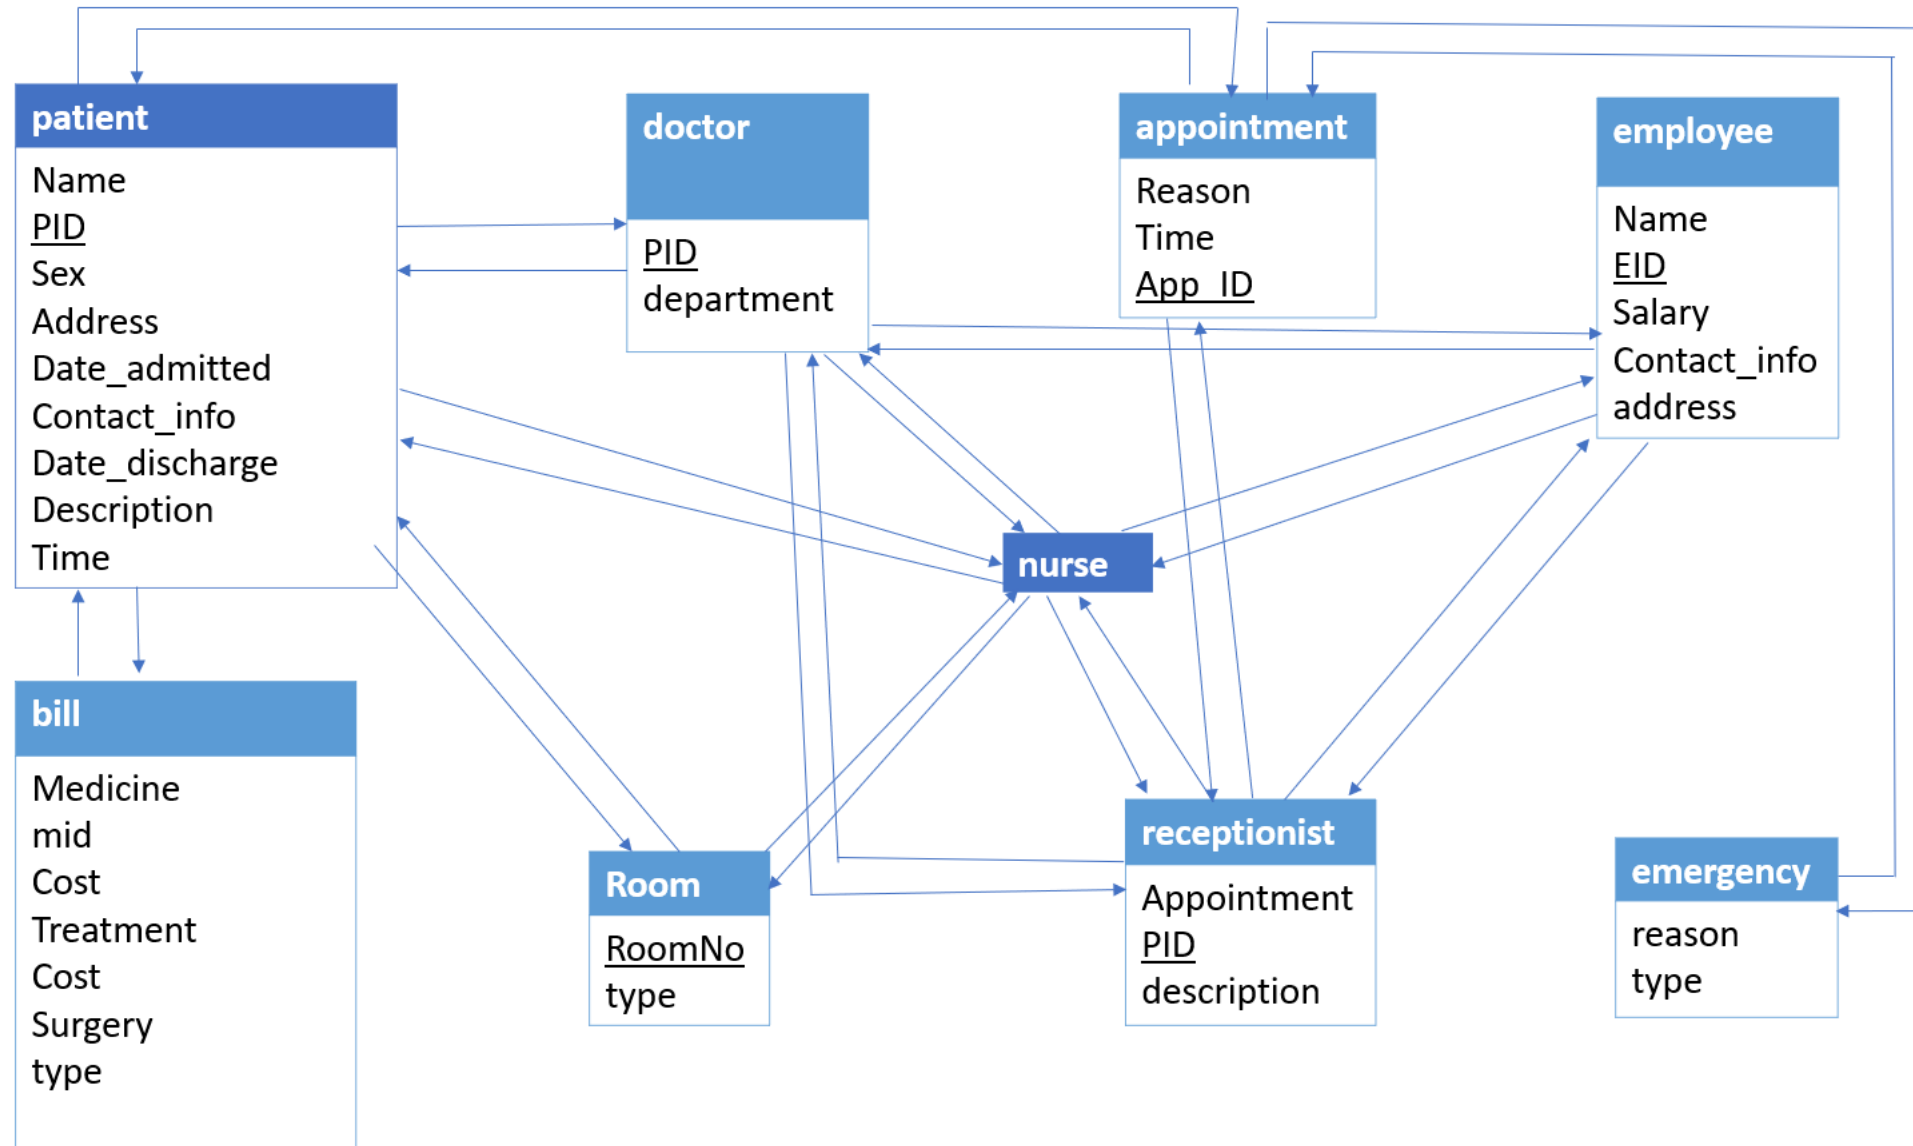 patient
Name
PID
Sex
Address
Date_admitted
Contact_info
Date_discharge
Description
Time
doctor
PID
department
appointment
Reason
Time
App_ID
employee
Name
EID
Salary
Contact_info
address
nurse
bill
Medicine
mid
Cost
Treatment
Cost
Surgery
type
Room
RoomNo
type
receptionist
Appointment
PID
description
emergency
reason
type